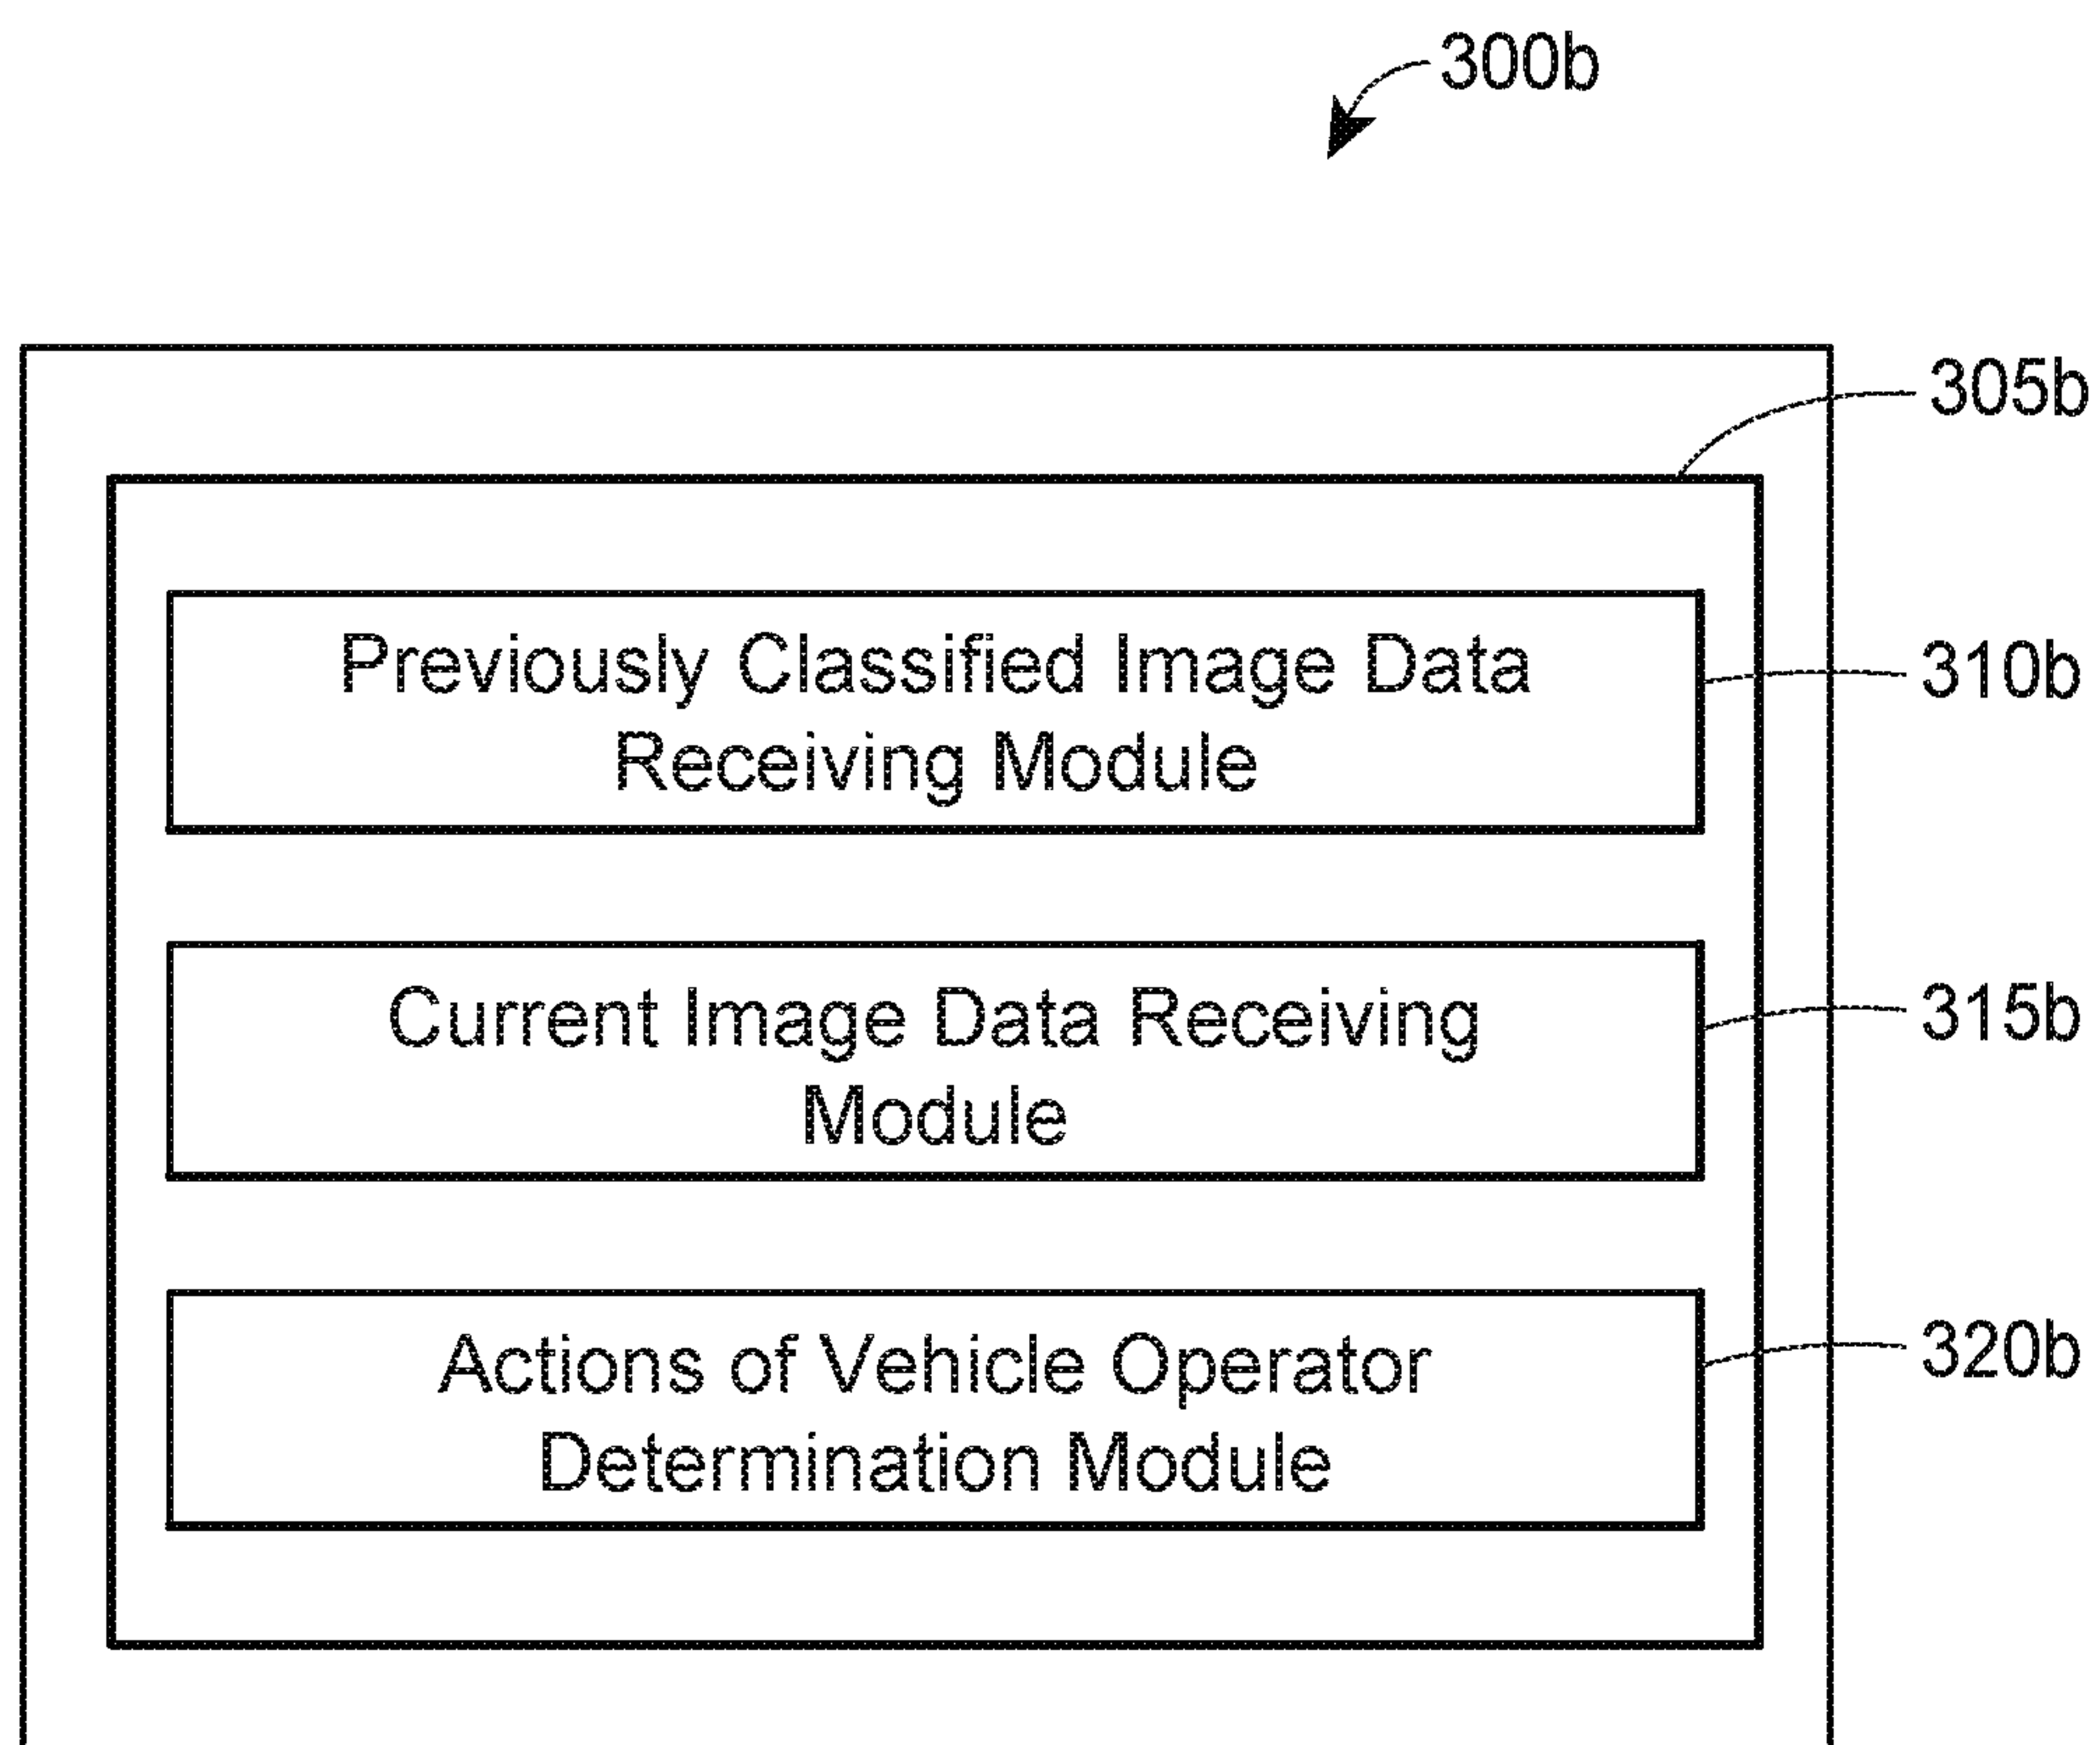 300b
305b
Previously Classified Image Data
Receiving Module
310b
Current Image Data Receiving
Module
315b
Actions of Vehicle Operator
Determination Module
320b